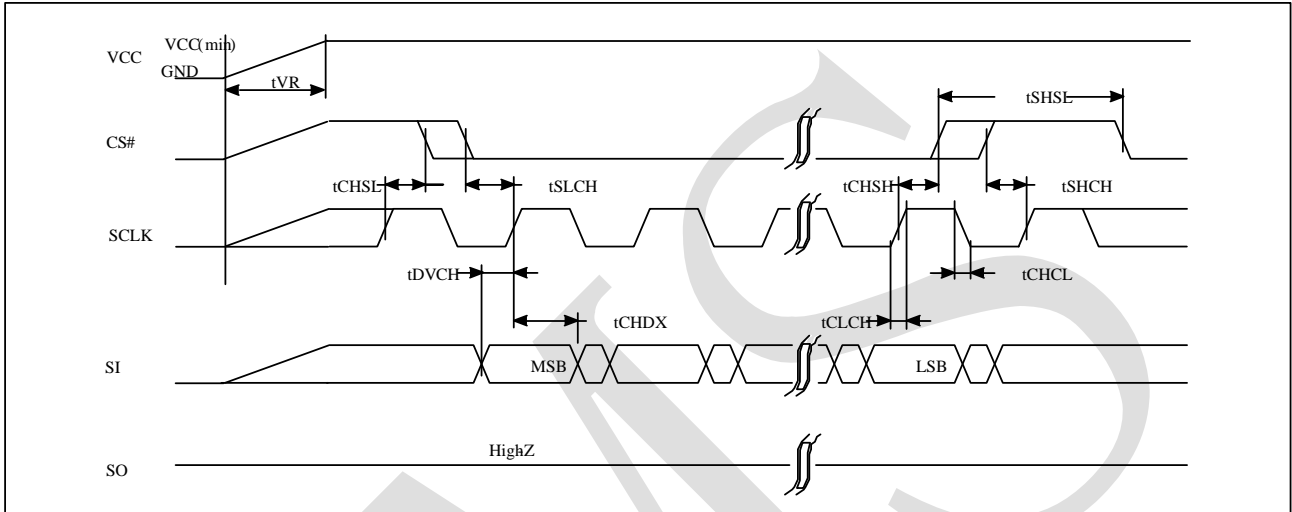 VCC(min)
VCC
GND
tVR
tSHSL
CS#
tCHSL
tSLCH
tCHSH
tSHCH
SCLK
tDVCH
tCHCL
tCHDX
tCLCH
SI
MSB
LSB
HighZ
SO